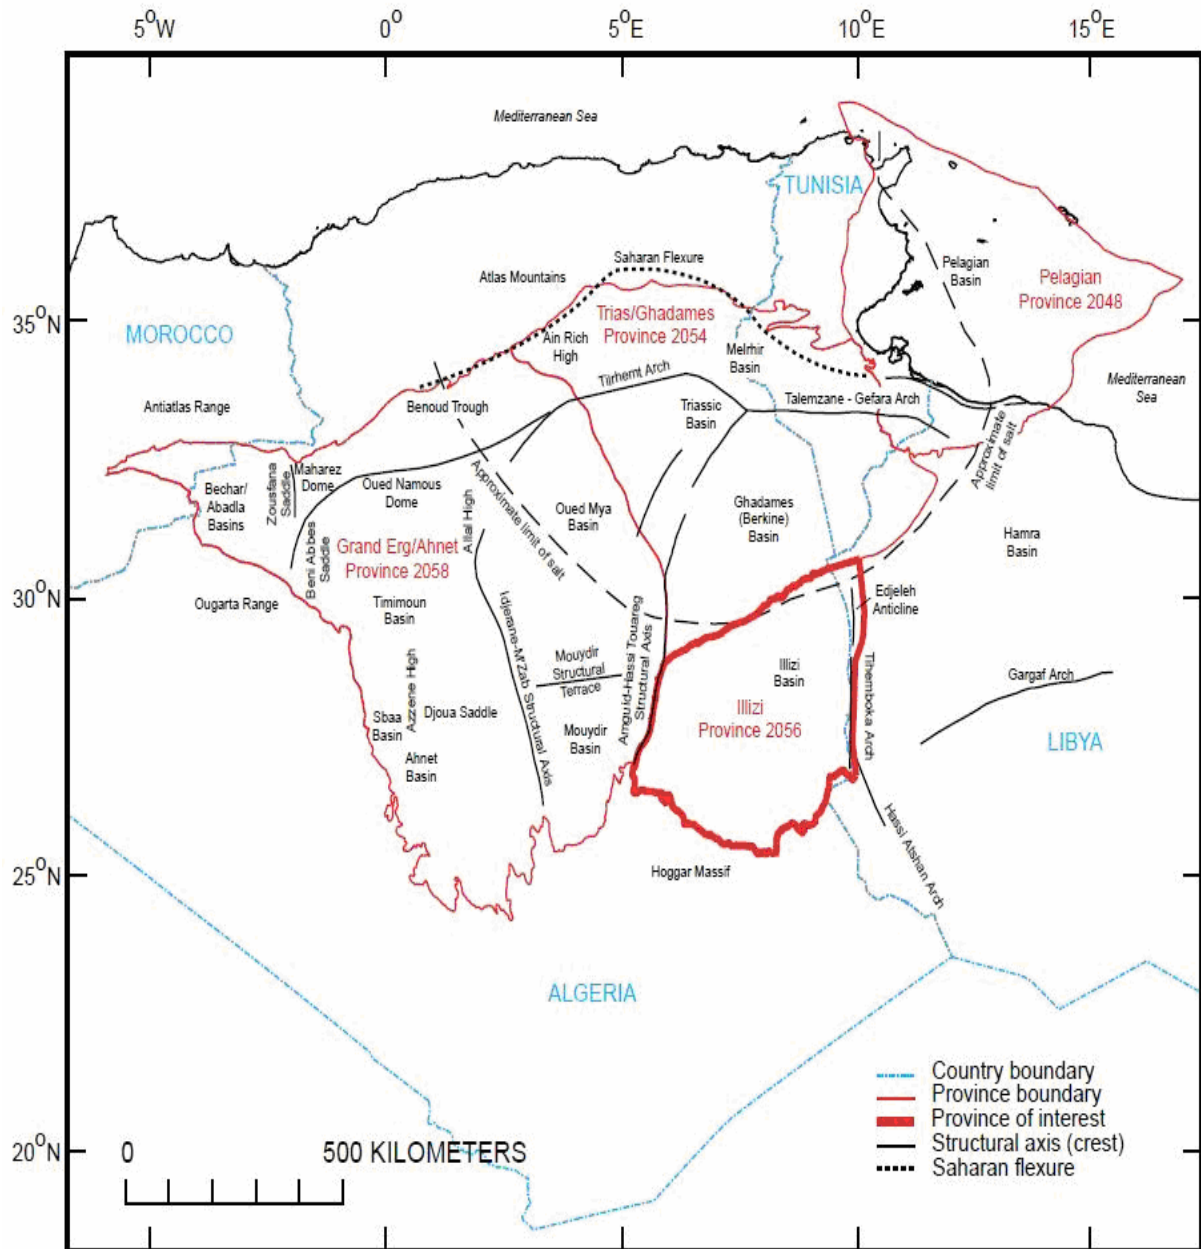 5°W 0° 5°E 10°E 15°E
Mediterranean Sea
TUNISIA
Saharan Flexure
Atlas Mountains
Pelagian
Basin
Pelagian
Province 2048
35°N
MOROCCO
Trias/Ghadames
Province 2054
Ain Rich
High
Melrhir
Basin
Mediterranean
Sea
Tiirhemt Arch
Antiatlas Range
Benoud Trough
Talemzane - Gefara Arch
Triassic
Basin
Approximate
limit of salt
Zousfana
Saddle
Maharez
Dome
Bechar/
Abadla
Basins
Oued Namous
Dome
Allal High
Approximate limit of salt
Oued Mya
Basin
Ghadames
(Berkine)
Basin
Hamra
Basin
Beni Abbes
Saddle
Grand Erg/Ahnet
Province 2058
30°N
Ougarta Range
Timimoun
Basin
Edjeleh
Anticline
Idjerane-M'Zab Structural Axis
Mouydir
Structural
Terrace
Amguid-Hassi Touareg
Structural Axis
Illizi
Basin
Tihemboka Arch
Gargaf Arch
Azzene High
Sbaa
Basin
Djoua Saddle
Illizi
Province 2056
Mouydir
Basin
LIBYA
Ahnet
Basin
Hassi Atshan Arch
25°N
Hoggar Massif
ALGERIA
Country boundary
Province boundary
Province of interest
Structural axis (crest)
Saharan flexure
20°N
0 500 KILOMETERS